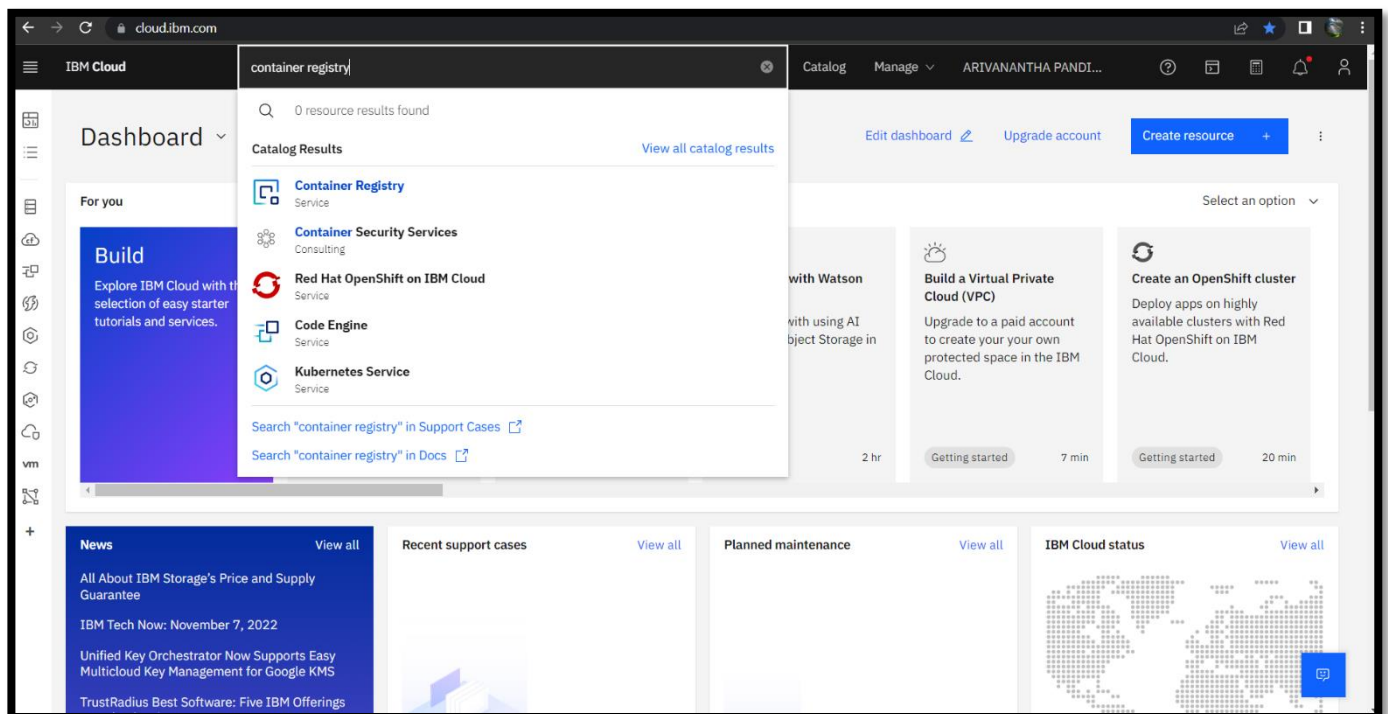 cloud.ibm.com
IBM Cloud
container registry
Catalog
Manage
ARIVANANTHA PANDI...
0 resource results found
Catalog Results
View all catalog results
Container Registry
Service
Container Security Services
Consulting
Red Hat OpenShift on IBM Cloud
Service
Code Engine
Service
Kubernetes Service
Service
Search "container registry" in Support Cases
Search "container registry" in Docs
Dashboard
Edit dashboard
Upgrade account
Create resource +
For you
Select an option
Build
Explore IBM Cloud with
selection of easy starter
tutorials and services.
with Watson
with using AI
Storage in
2 hr
Build a Virtual Private
Cloud (VPC)
Upgrade to a paid account
to create your your own
protected space in the IBM
Cloud.
Getting started
7 min
Create an OpenShift cluster
Deploy apps on highly
available clusters with Red
Hat OpenShift on IBM
Cloud.
Getting started
20 min
vm
News
View all
All About IBM Storage's Price and Supply
Guarantee
IBM Tech Now: November 7, 2022
Unified Key Orchestrator Now Supports Easy
Multicloud Key Management for Google KMS
TrustRadius Best Software: Five IBM Offerings
Recent support cases
View all
Planned maintenance
View all
IBM Cloud status
View all